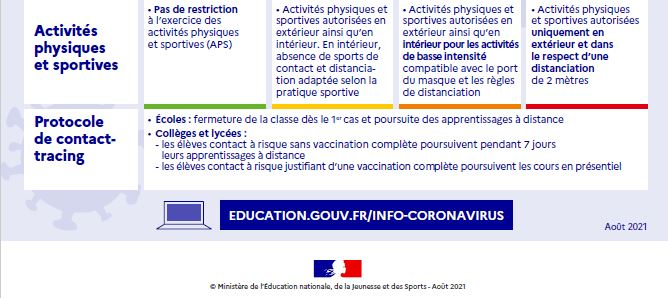 Activités
physiques
et sportives
• Pas de restriction
à l'exercice des
activités physiques
et sportives (APS)
• Activités physiques et
sportives autorisées en
extérieur ainsi qu'en
intérieur. En intérieur,
absence de sports de
contact et distancia-
tion adaptée selon la
pratique sportive
• Activités physiques et
sportives autorisées en
extérieur ainsi qu'en
intérieur pour les activités
de basse intensité
compatible avec le port
du masque et les règles
de distanciation
• Activités physiques
et sportives autorisées
uniquement en
extérieur et dans
le respect d'une
distanciation
de 2 mètres
Protocole
de contact-
tracing
• Écoles : fermeture de la classe dès le 1er cas et poursuite des apprentissages à distance
• Collèges et lycées :
- les élèves contact à risque sans vaccination complète poursuivent pendant 7 jours
leurs apprentissages à distance
- les élèves contact à risque justifiant d'une vaccination complète poursuivent les cours en présentiel
EDUCATION.GOUV.FR/INFO-CORONAVIRUS
Août 2021
© Ministère de l'Éducation nationale, de la Jeunesse et des Sports - Août 2021